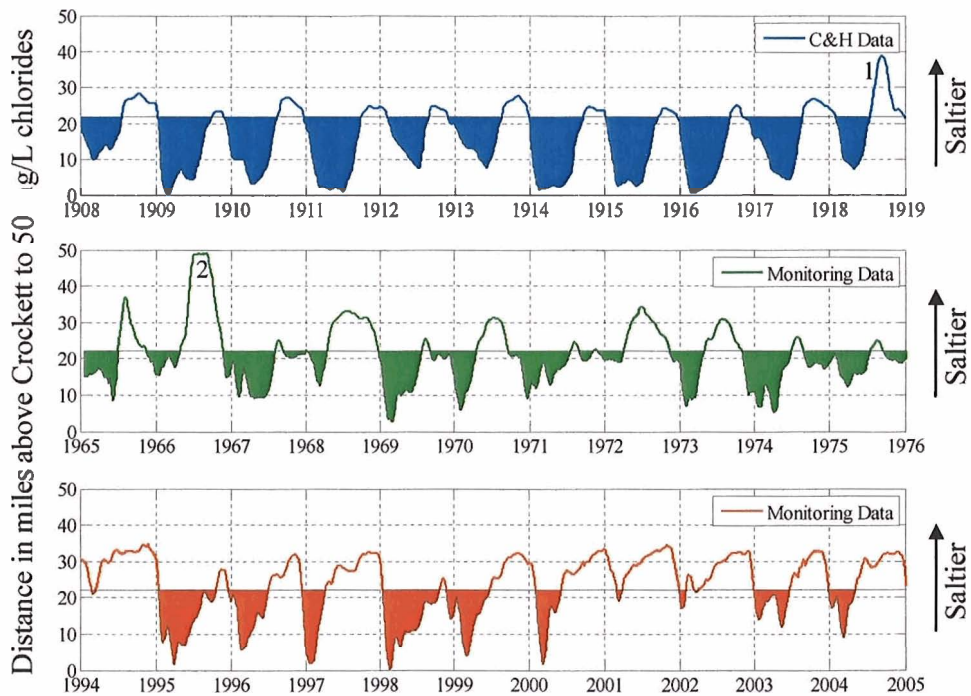 Distance in miles above Crockett to 50 g/L chlorides
50
40
30
20
10
0
C&H Data
1
Saltier
1908 1909 1910 1911 1912 1913 1914 1915 1916 1917 1918 1919
50
40
30
20
10
0
Monitoring Data
2
Saltier
1965 1966 1967 1968 1969 1970 1971 1972 1973 1974 1975 1976
50
40
30
20
10
0
Monitoring Data
Saltier
1994 1995 1996 1997 1998 1999 2000 2001 2002 2003 2004 2005